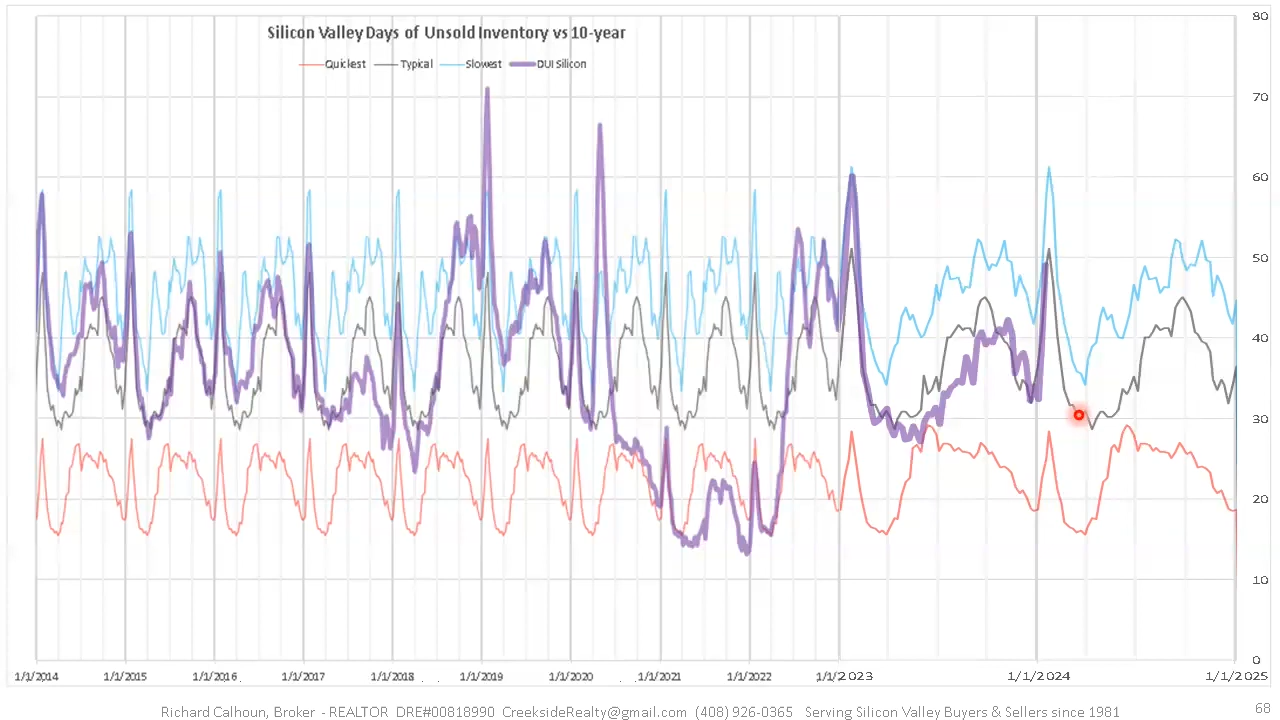 Silicon Valley Days of Unsold Inventory vs 10-year
Quickest Typical Slowest DUI Silicon
80
70
60
50
40
30
20
10
0
1/1/2014 1/1/2015 1/1/2016 1/1/2017 1/1/2018 1/1/2019 1/1/2020 1/1/2021 1/1/2022 1/1/2023 1/1/2024 1/1/2025
Richard Calhoun, Broker - REALTOR DRE#00818990 CreeksideRealty@gmail.com (408) 926-0365 Serving Silicon Valley Buyers & Sellers since 1981
68